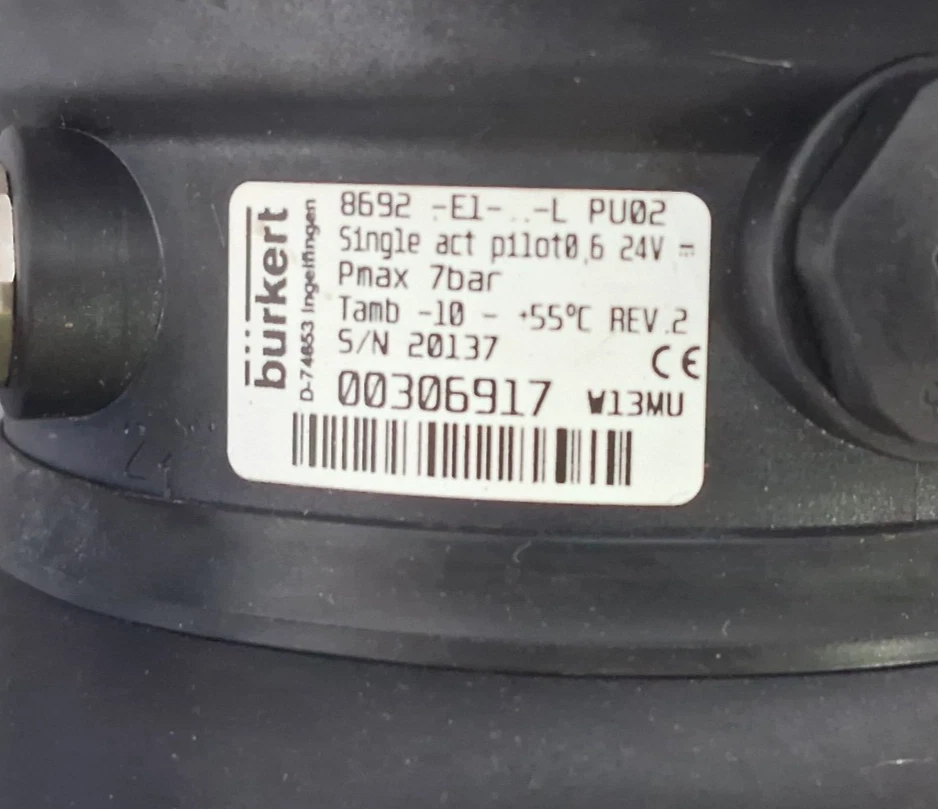 burkert
D-74653 Ingelfingen
8692 -E1- ..-L PU02
Single act pilot0,6 24V ⎓
Pmax 7bar
Tamb -10 - +55°C REV.2
S/N 20137
CE
00306917 W13MU